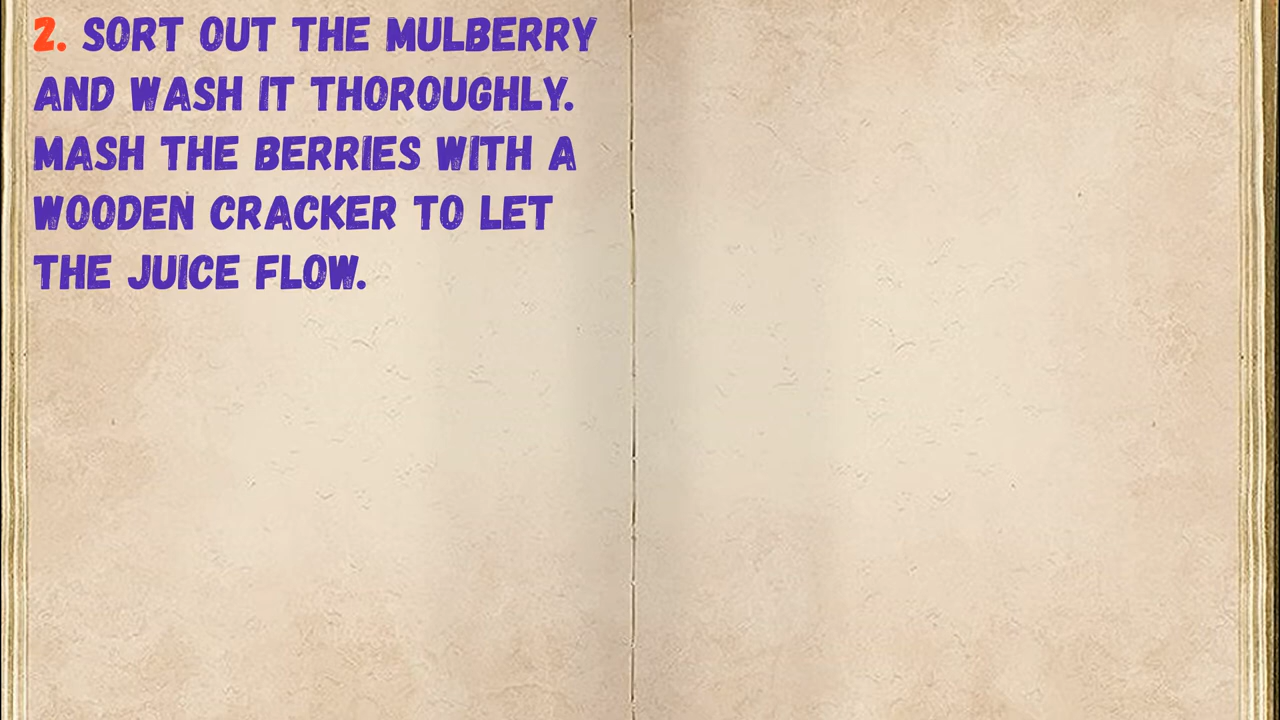 2. SORT OUT THE MULBERRY
AND WASH IT THOROUGHLY.
MASH THE BERRIES WITH A
WOODEN CRACKER TO LET
THE JUICE FLOW.